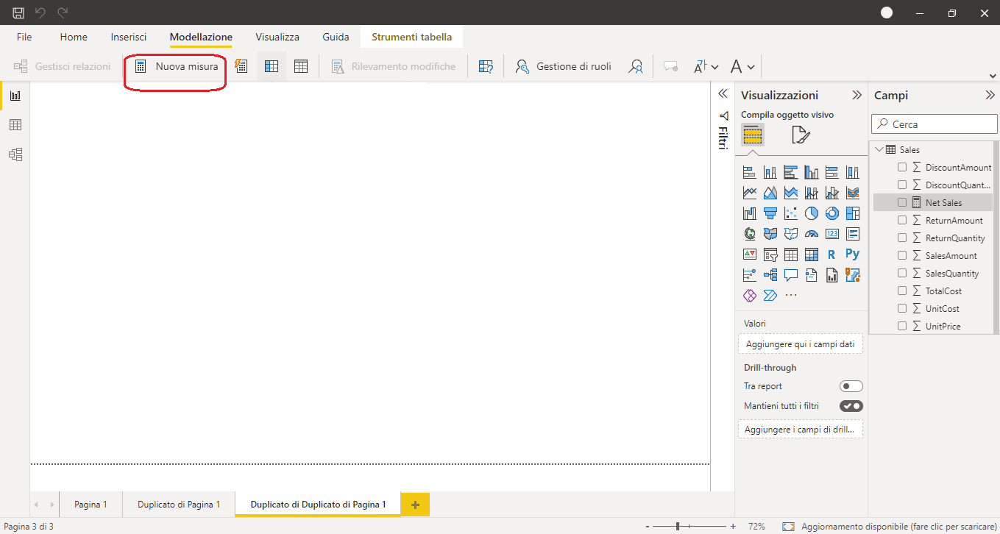 File Home Inserisci Modellazione Visualizza Guida Strumenti tabella
Gestisci relazioni Nuova misura Rilevamento modifiche Gestione di ruoli
Filtri
Visualizzazioni
Compila oggetto visivo
123
R Py
Valori
Aggiungere qui i campi dati
Drill-through
Tra report
Mantieni tutti i filtri
Aggiungere i campi di drill...
Campi
Cerca
Sales
DiscountAmount
DiscountQuant...
Net Sales
ReturnAmount
ReturnQuantity
SalesAmount
SalesQuantity
TotalCost
UnitCost
UnitPrice
Pagina 1 Duplicato di Pagina 1 Duplicato di Duplicato di Pagina 1 +
Pagina 3 di 3 - + 72% Aggiornamento disponibile (fare clic per scaricare)